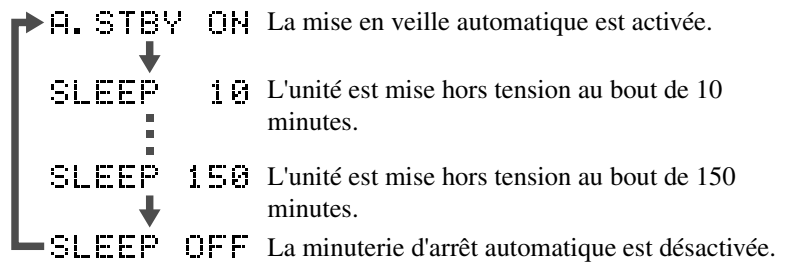 A. STBY ON La mise en veille automatique est activée.
SLEEP 10 L'unité est mise hors tension au bout de 10
minutes.
SLEEP 150 L'unité est mise hors tension au bout de 150
minutes.
SLEEP OFF La minuterie d'arrêt automatique est désactivée.